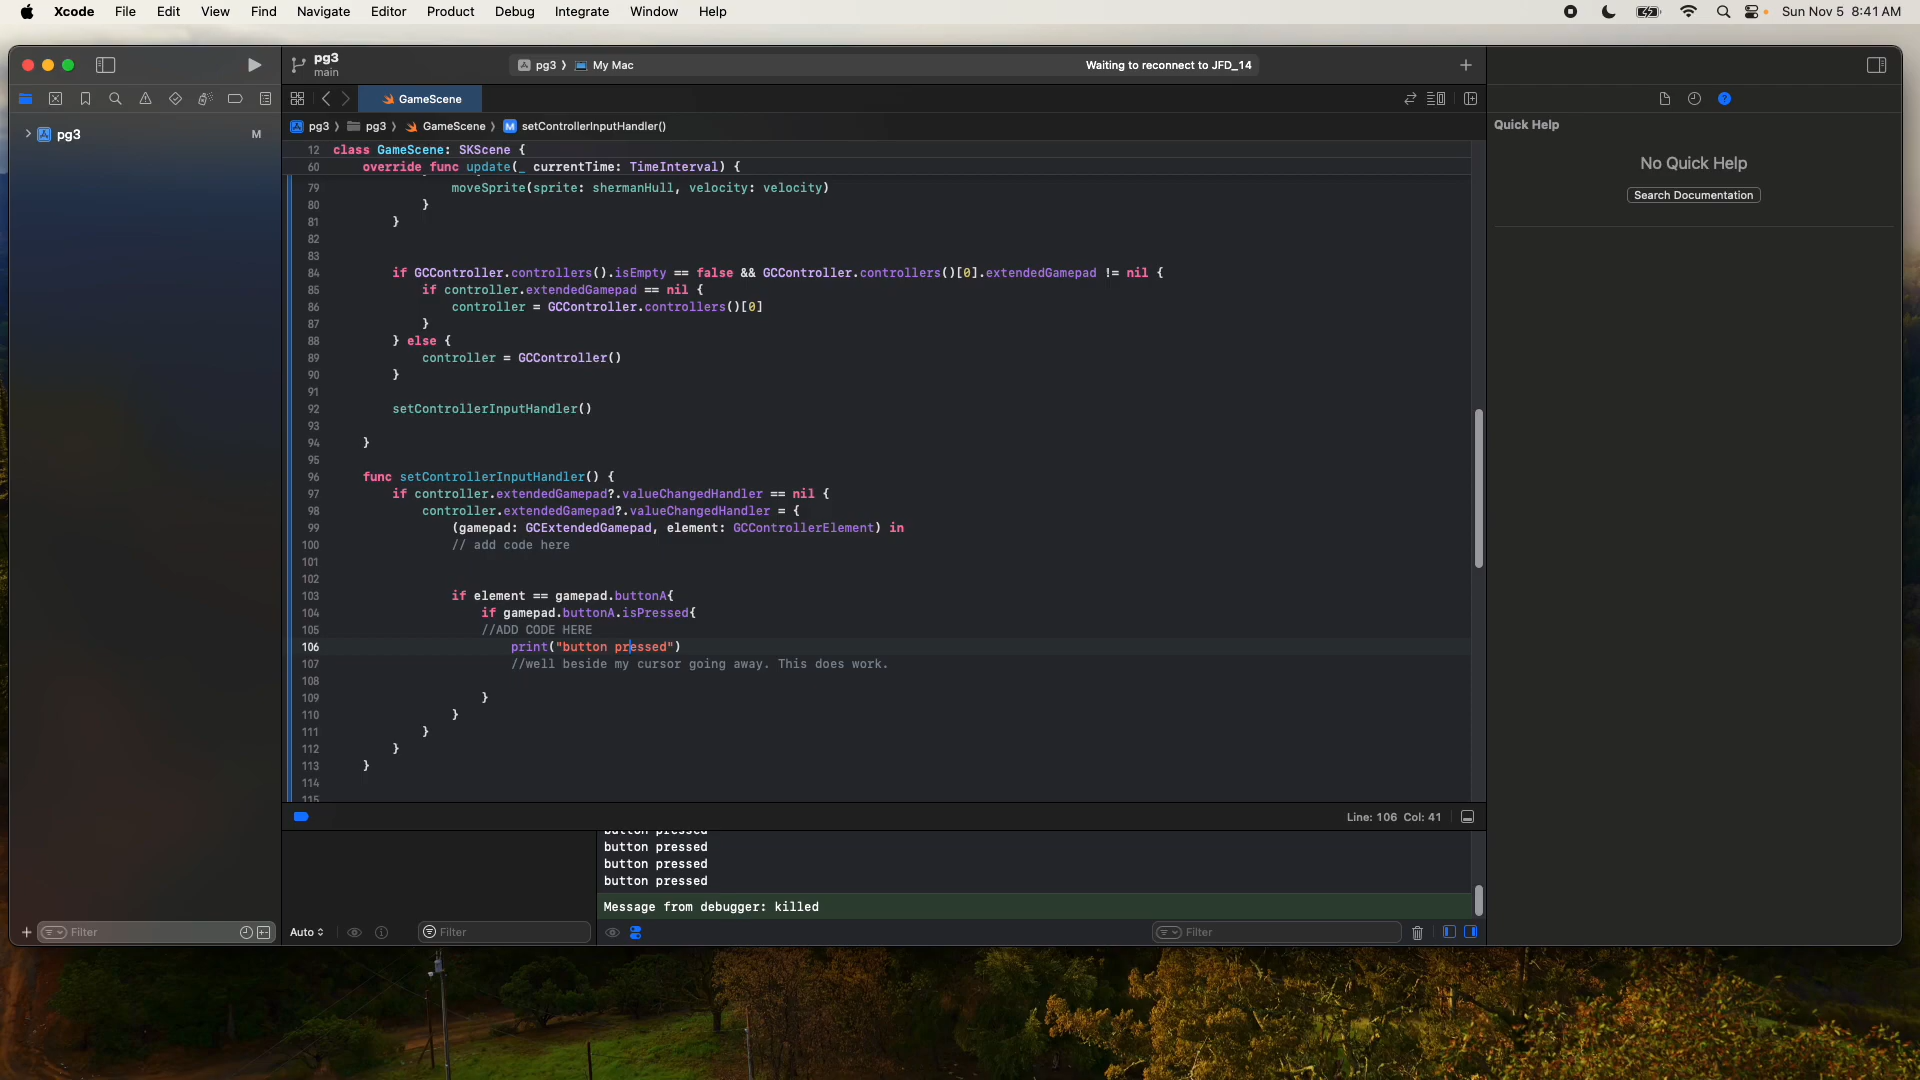 Xcode File Edit View Find Navigate Editor Product Debug Integrate Window Help Sun Nov 5 8:41 AM
pg3
main
pg3 My Mac
Waiting to reconnect to JFD_14
GameScene
pg3 pg3 GameScene M setControllerInputHandler()
Quick Help
pg3 M
12 class GameScene: SKScene {
No Quick Help
60 override func update(_ currentTime: TimeInterval) {
79 moveSprite(sprite: shermanHull, velocity: velocity)
Search Documentation
80 }
81 }
82
83
84 if GCController.controllers().isEmpty == false && GCController.controllers()[0].extendedGamepad != nil {
85 if controller.extendedGamepad == nil {
86 controller = GCController.controllers()[0]
87 }
88 } else {
89 controller = GCController()
90 }
91
92 setControllerInputHandler()
93
94 }
95
96 func setControllerInputHandler() {
97 if controller.extendedGamepad?.valueChangedHandler == nil {
98 controller.extendedGamepad?.valueChangedHandler = {
99 (gamepad: GCExtendedGamepad, element: GCControllerElement) in
100 // add code here
101
102
103 if element == gamepad.buttonA{
104 if gamepad.buttonA.isPressed{
105 //ADD CODE HERE
106 print("button pressed")
107 //well beside my cursor going away. This does work.
108
109 }
110 }
111 }
112 }
113 }
114
115
Line: 106 Col: 41
button pressed
button pressed
button pressed
button pressed
Message from debugger: killed
Filter
Auto
Filter
Filter